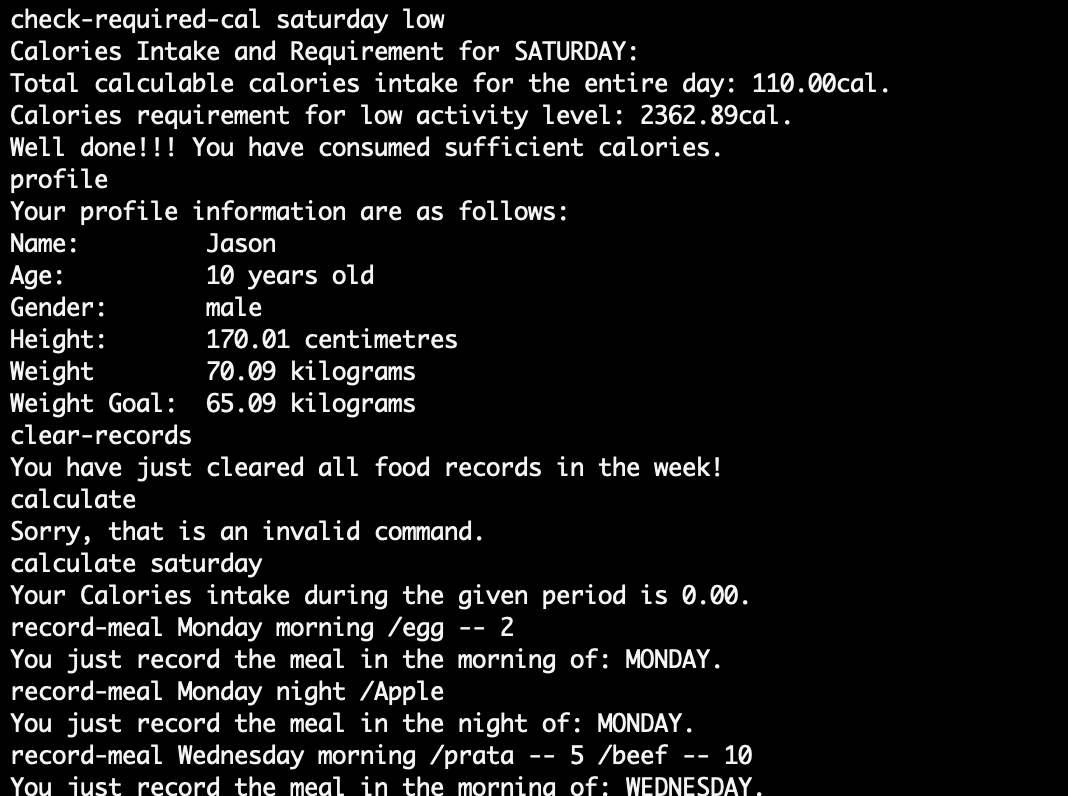 check-required-cal saturday low
Calories Intake and Requirement for SATURDAY:
Total calculable calories intake for the entire day: 110.00cal.
Calories requirement for low activity level: 2362.89cal.
Well done!!! You have consumed sufficient calories.
profile
Your profile information are as follows:
Name:         Jason
Age:          10 years old
Gender:       male
Height:       170.01 centimetres
Weight        70.09 kilograms
Weight Goal:  65.09 kilograms
clear-records
You have just cleared all food records in the week!
calculate
Sorry, that is an invalid command.
calculate saturday
Your Calories intake during the given period is 0.00.
record-meal Monday morning /egg -- 2
You just record the meal in the morning of: MONDAY.
record-meal Monday night /Apple
You just record the meal in the night of: MONDAY.
record-meal Wednesday morning /prata -- 5 /beef -- 10
You just record the meal in the morning of: WEDNESDAY.